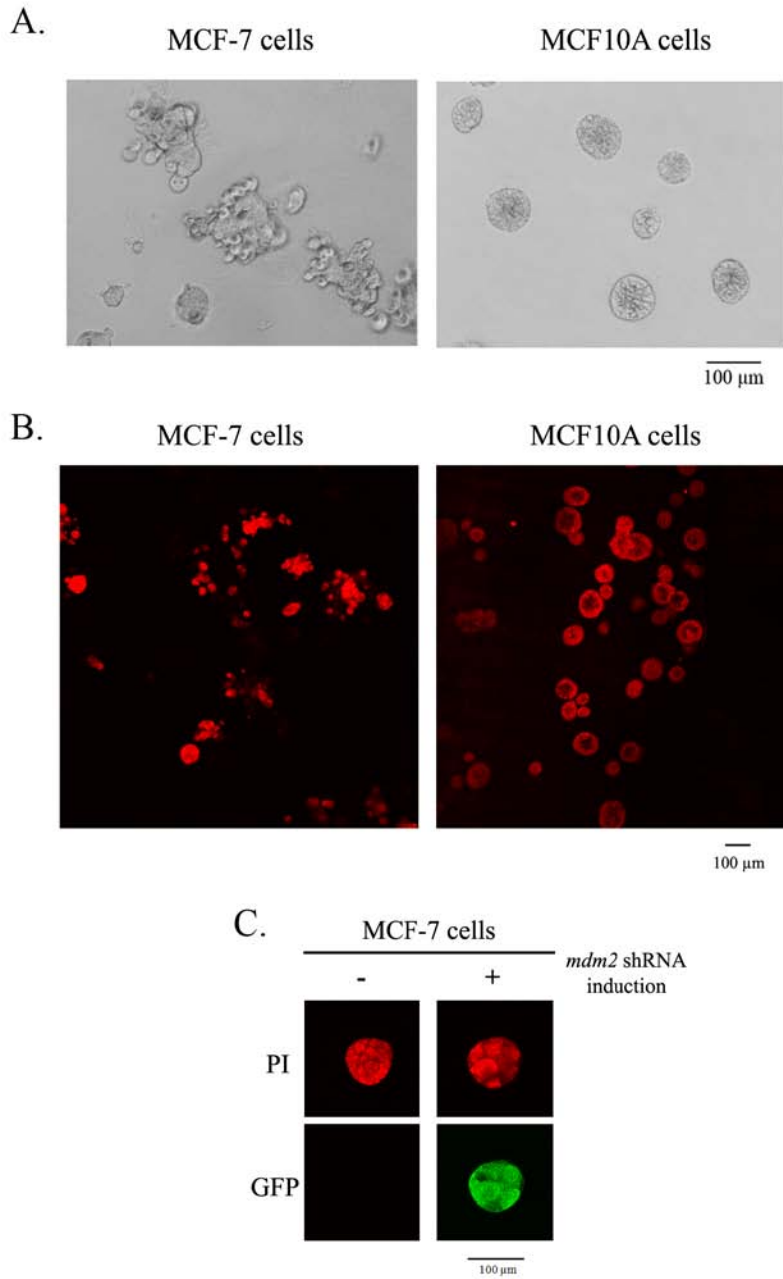 A.
MCF-7 cells MCF10A cells
100 µm
B.
MCF-7 cells MCF10A cells
100 µm
C.
MCF-7 cells
- + mdm2 shRNA
induction
PI
GFP
100 µm